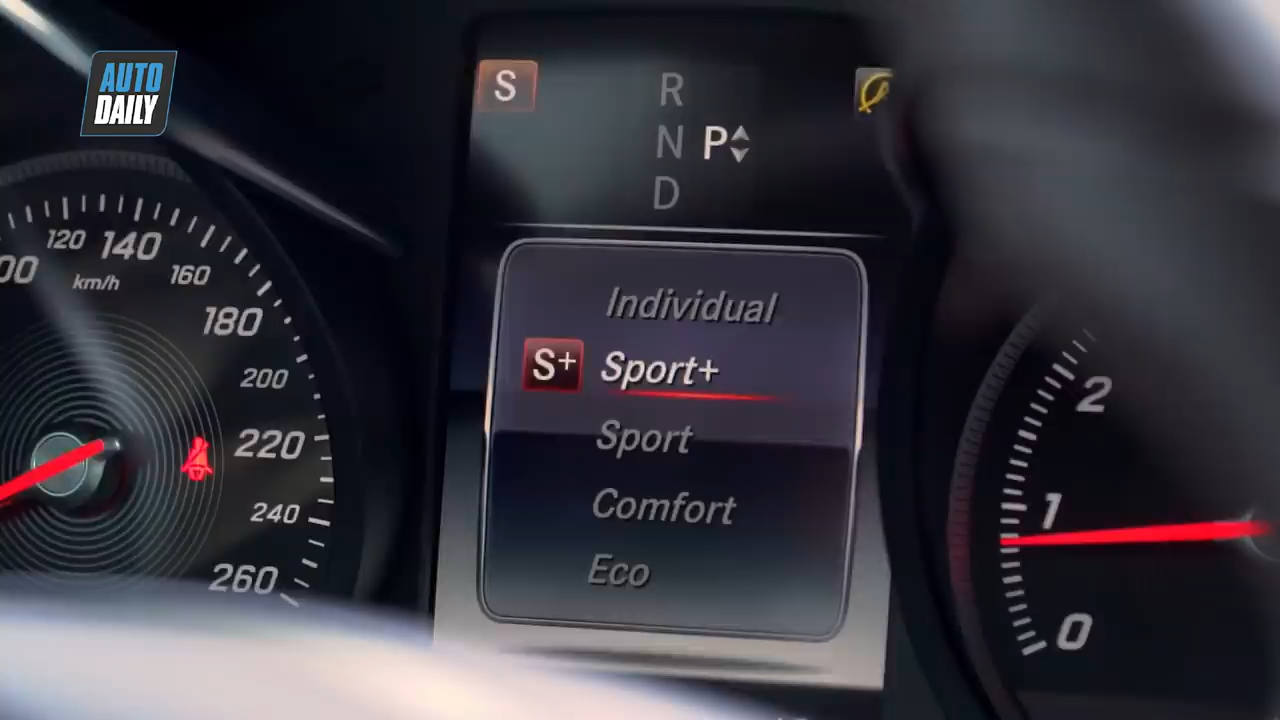 AUTO
DAILY
S
R
N P
D
120 140
160
km/h
180
200
220
240
260
Individual
S+ Sport+
Sport
Comfort
Eco
2
1
0